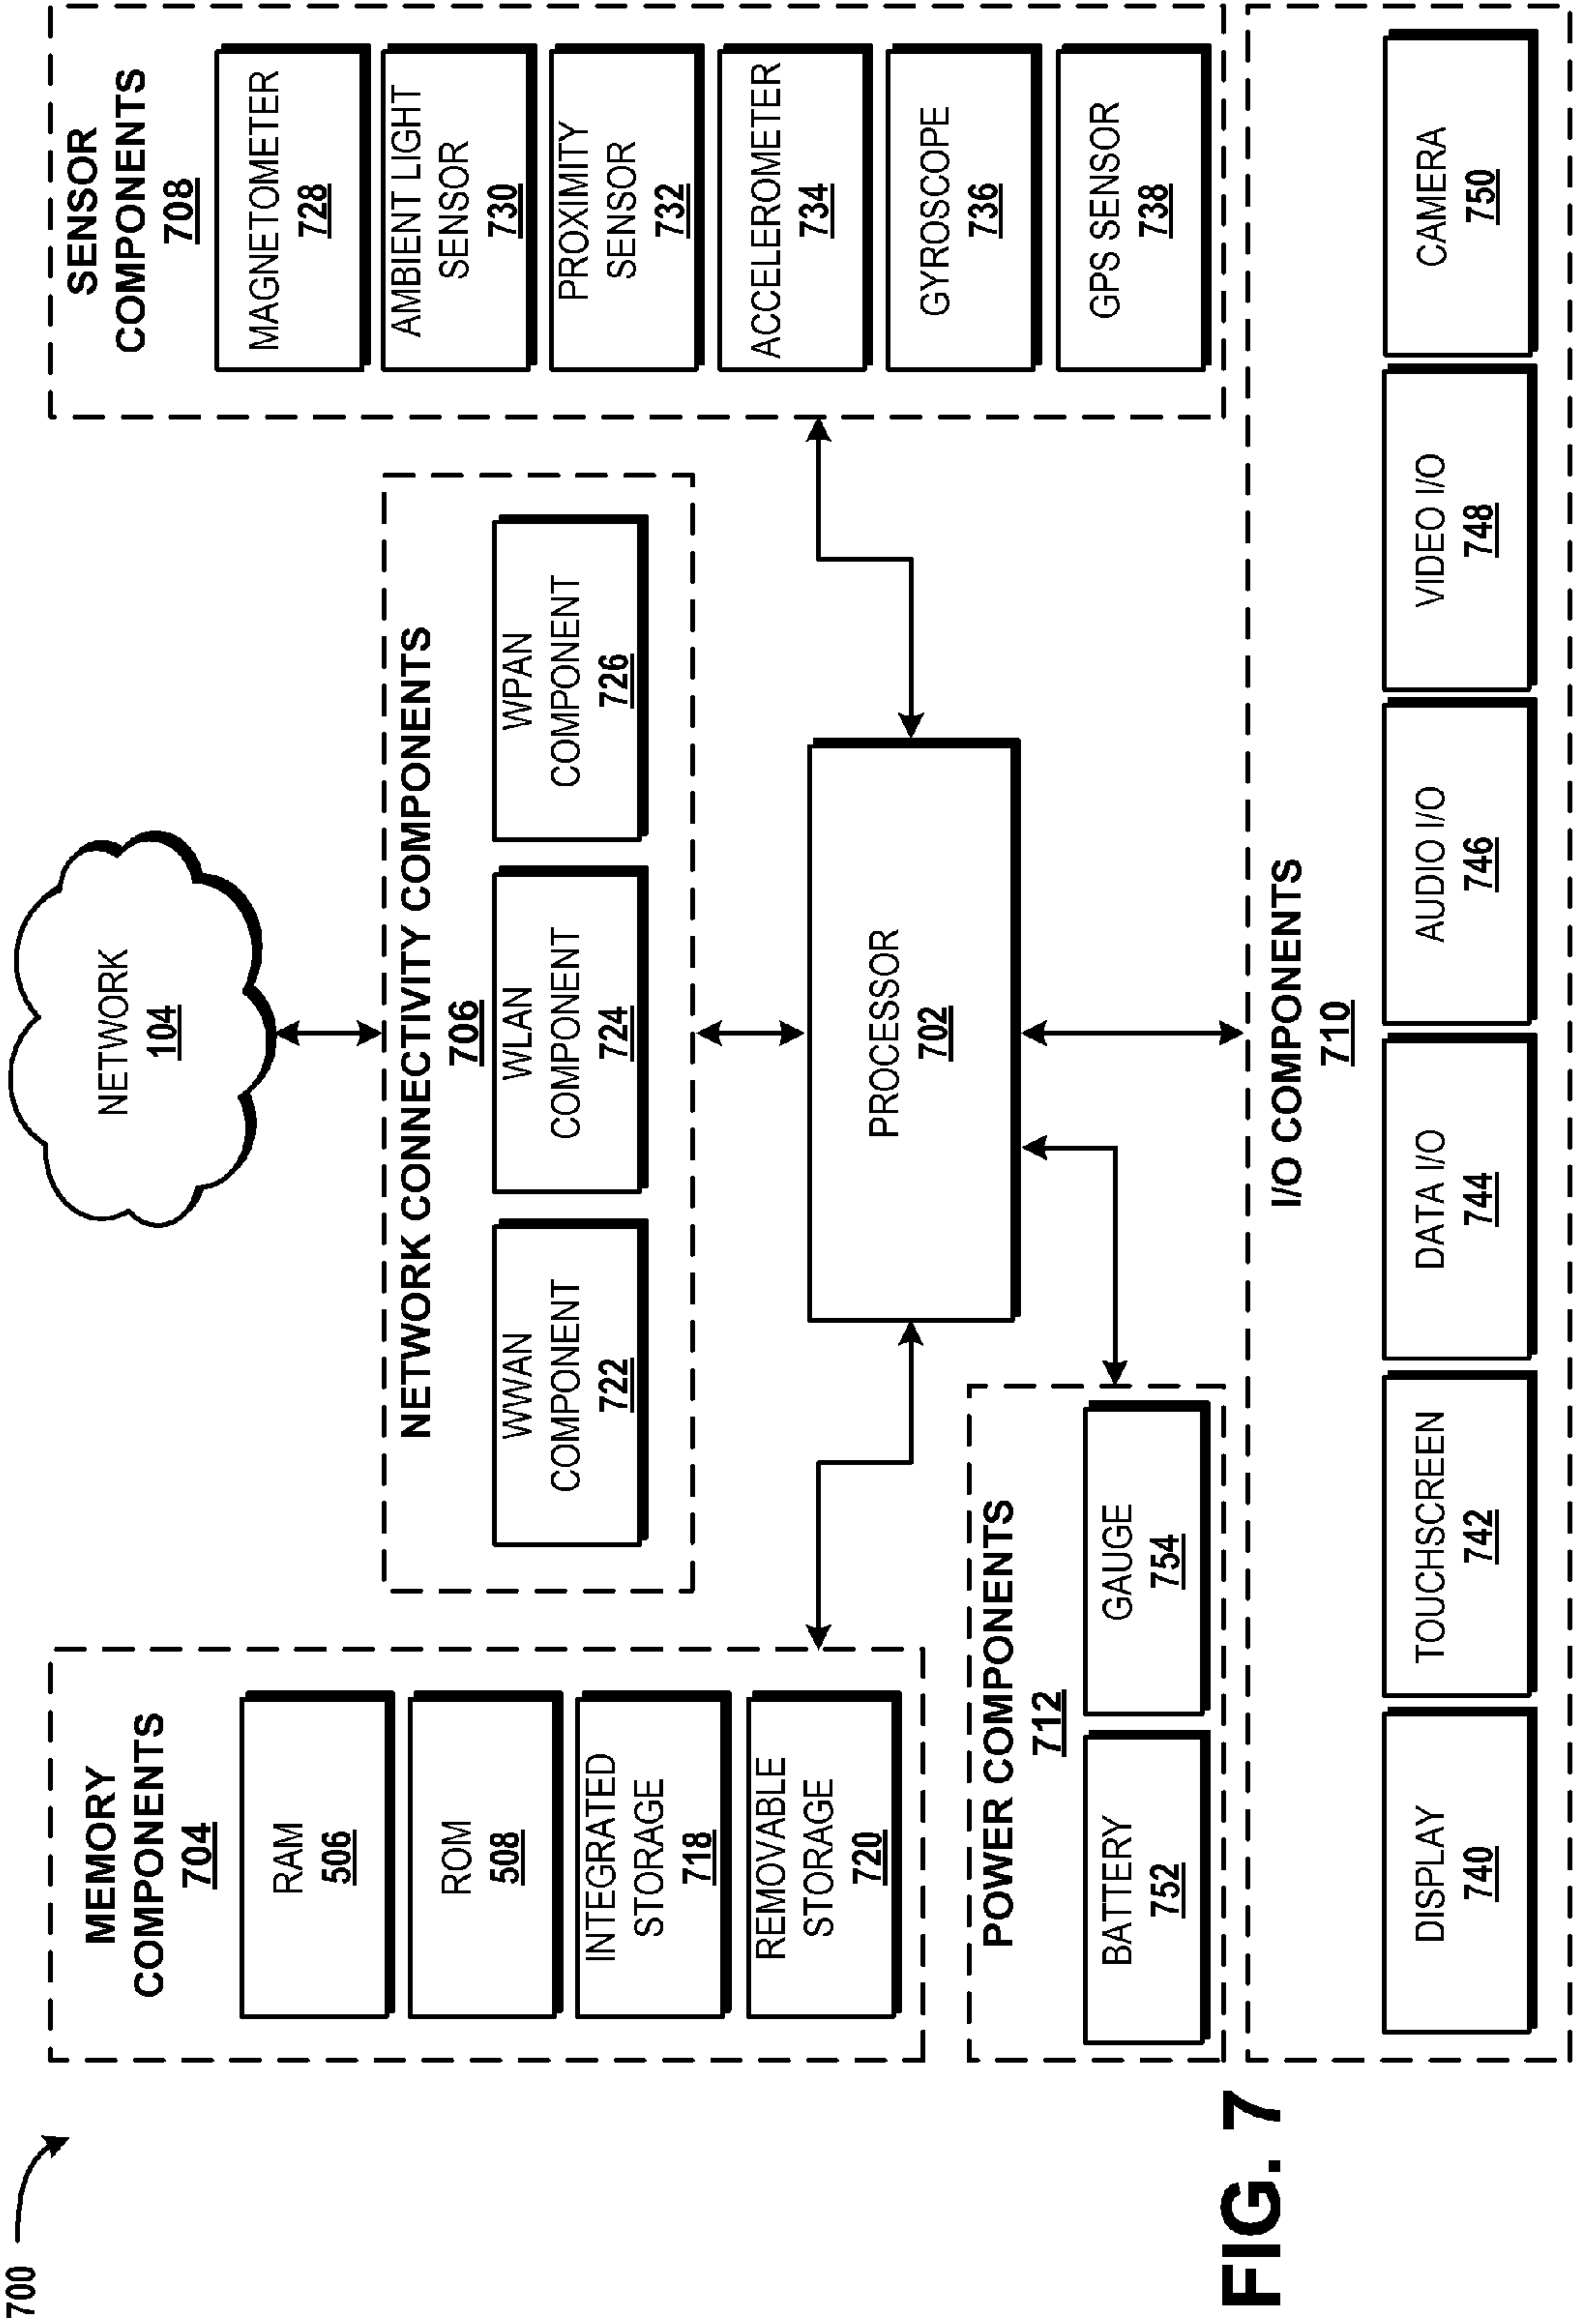 700
MEMORY
COMPONENTS
704
RAM
506
ROM
508
INTEGRATED
STORAGE
718
REMOVABLE
STORAGE
720
NETWORK
104
NETWORK CONNECTIVITY COMPONENTS
706
WWAN
COMPONENT
722
WLAN
COMPONENT
724
WPAN
COMPONENT
726
SENSOR
COMPONENTS
708
MAGNETOMETER
728
AMBIENT LIGHT
SENSOR
730
PROXIMITY
SENSOR
732
ACCELEROMETER
734
GYROSCOPE
736
GPS SENSOR
738
PROCESSOR
702
POWER COMPONENTS
712
BATTERY
752
GAUGE
754
I/O COMPONENTS
710
DISPLAY
740
TOUCHSCREEN
742
DATA I/O
744
AUDIO I/O
746
VIDEO I/O
748
CAMERA
750
FIG. 7